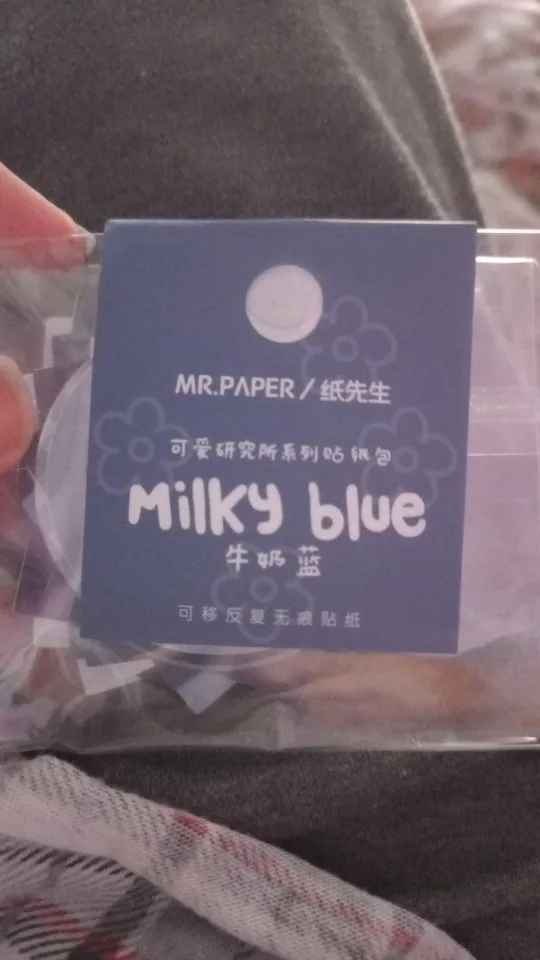 MR.PAPER / 纸先生
可爱研究所系列贴纸包
Milky blue
牛奶蓝
可移反复无痕贴纸